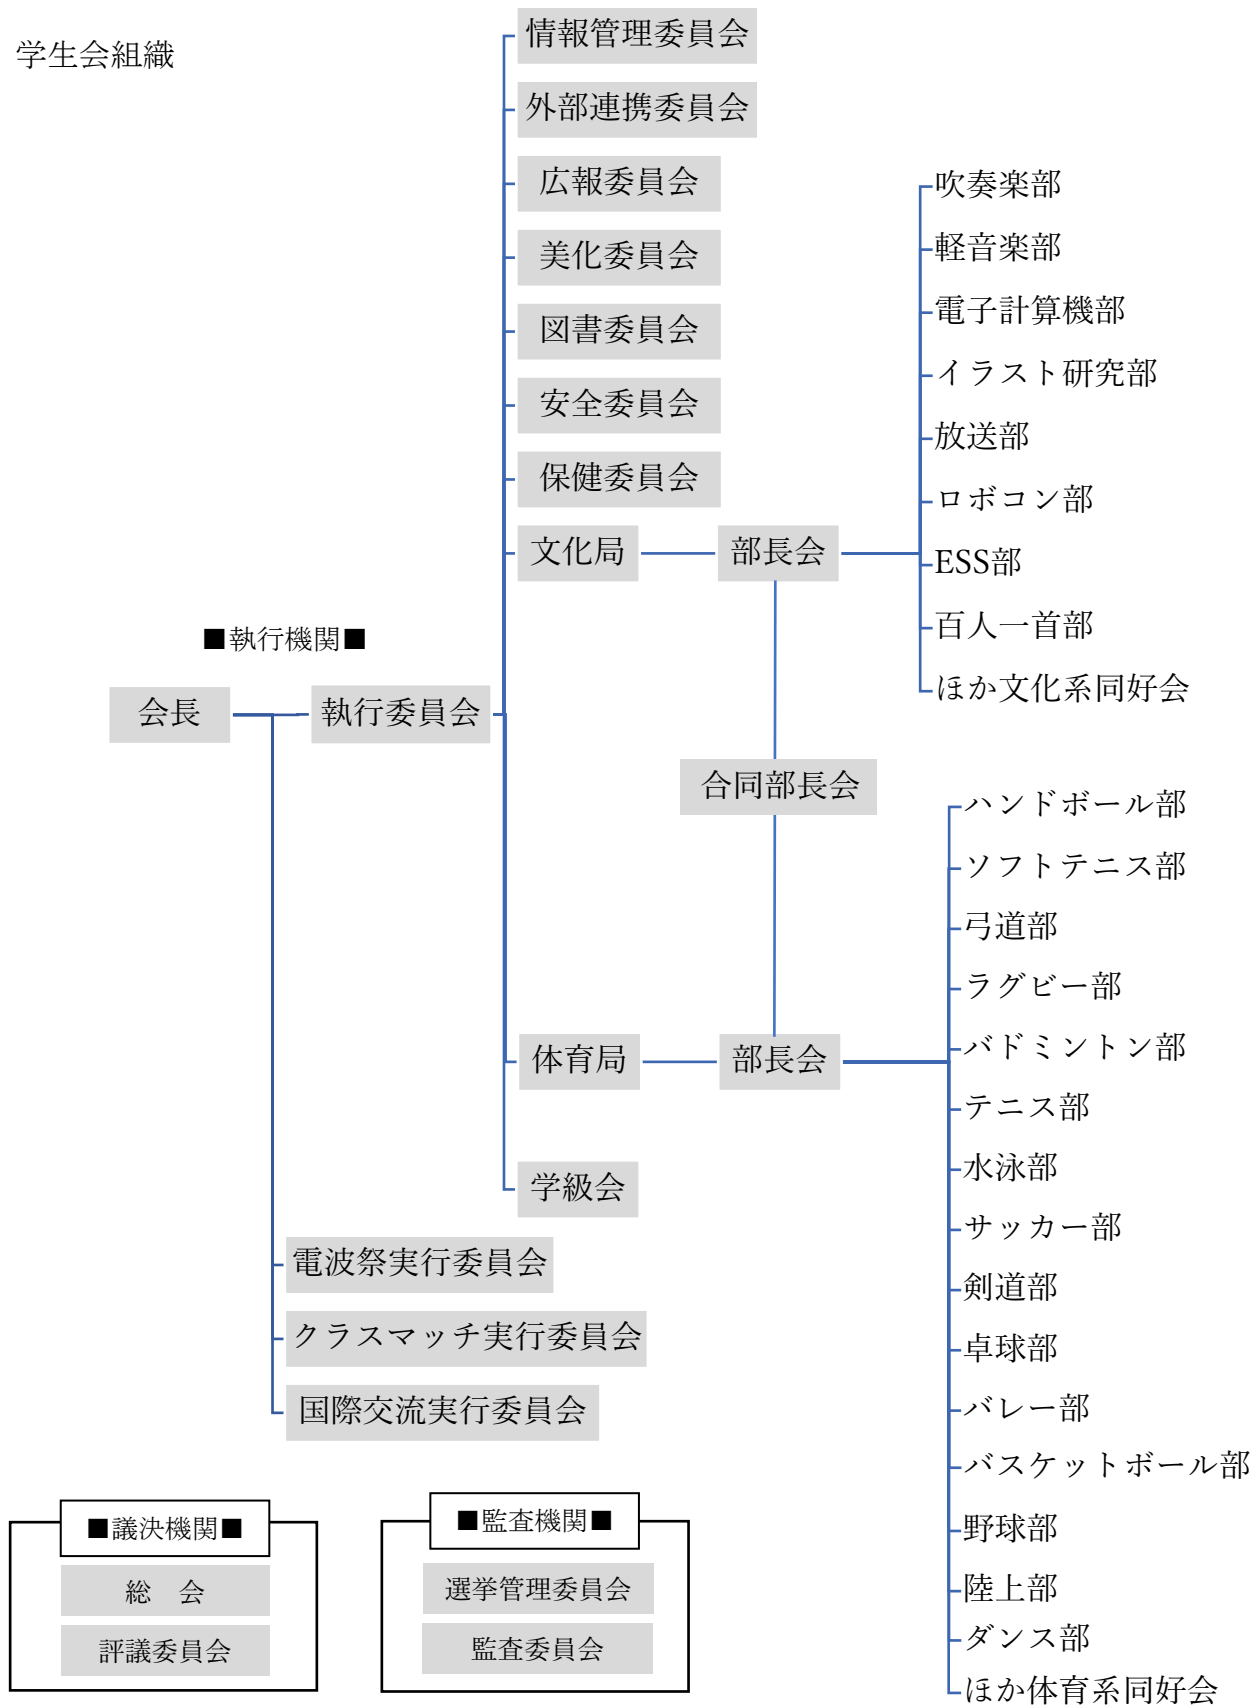 学生会組織
情報管理委員会
外部連携委員会
広報委員会
美化委員会
図書委員会
安全委員会
保健委員会
文化局
部長会
吹奏楽部
軽音楽部
電子計算機部
イラスト研究部
放送部
ロボコン部
ESS部
百人一首部
ほか文化系同好会
■執行機関■
会長
執行委員会
合同部長会
体育局
部長会
ハンドボール部
ソフトテニス部
弓道部
ラグビー部
バドミントン部
テニス部
水泳部
サッカー部
剣道部
卓球部
バレー部
バスケットボール部
野球部
陸上部
ダンス部
ほか体育系同好会
学級会
電波祭実行委員会
クラスマッチ実行委員会
国際交流実行委員会
■議決機関■
総　会
評議委員会
■監査機関■
選挙管理委員会
監査委員会